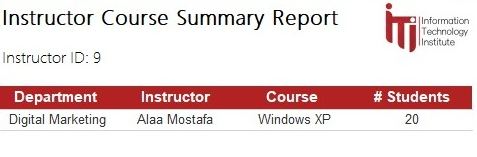 Instructor Course Summary Report
iTi Information
Technology
Institute
Instructor ID: 9
Department Instructor Course # Students
Digital Marketing Alaa Mostafa Windows XP 20